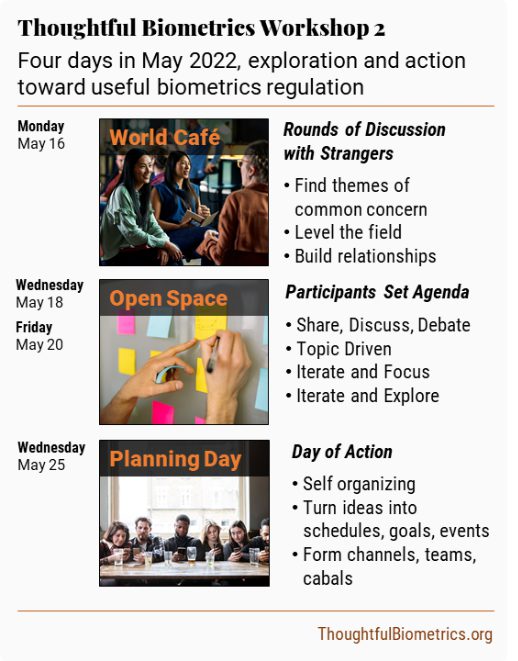 Thoughtful Biometrics Workshop 2
Four days in May 2022, exploration and action
toward useful biometrics regulation
Monday
May 16
World Café
Rounds of Discussion
with Strangers
• Find themes of
common concern
• Level the field
• Build relationships
Wednesday
May 18
Friday
May 20
Open Space
Participants Set Agenda
• Share, Discuss, Debate
• Topic Driven
• Iterate and Focus
• Iterate and Explore
Wednesday
May 25
Planning Day
Day of Action
• Self organizing
• Turn ideas into
schedules, goals, events
• Form channels, teams,
cabals
ThoughtfulBiometrics.org